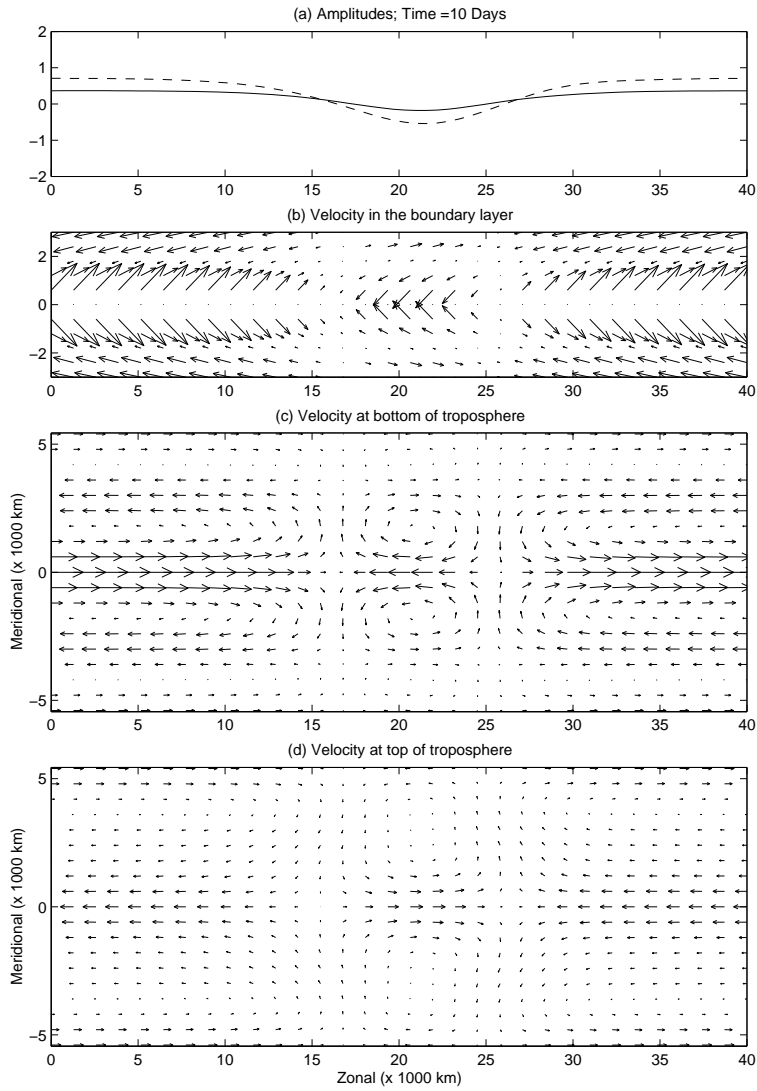 (a) Amplitudes; Time =10 Days
2
1
0
−1
−2
0 5 10 15 20 25 30 35 40
(b) Velocity in the boundary layer
2
0
−2
0 5 10 15 20 25 30 35 40
(c) Velocity at bottom of troposphere
5
0
−5
Meridional (x 1000 km)
0 5 10 15 20 25 30 35 40
(d) Velocity at top of troposphere
5
0
−5
Meridional (x 1000 km)
0 5 10 15 20 25 30 35 40
Zonal (x 1000 km)